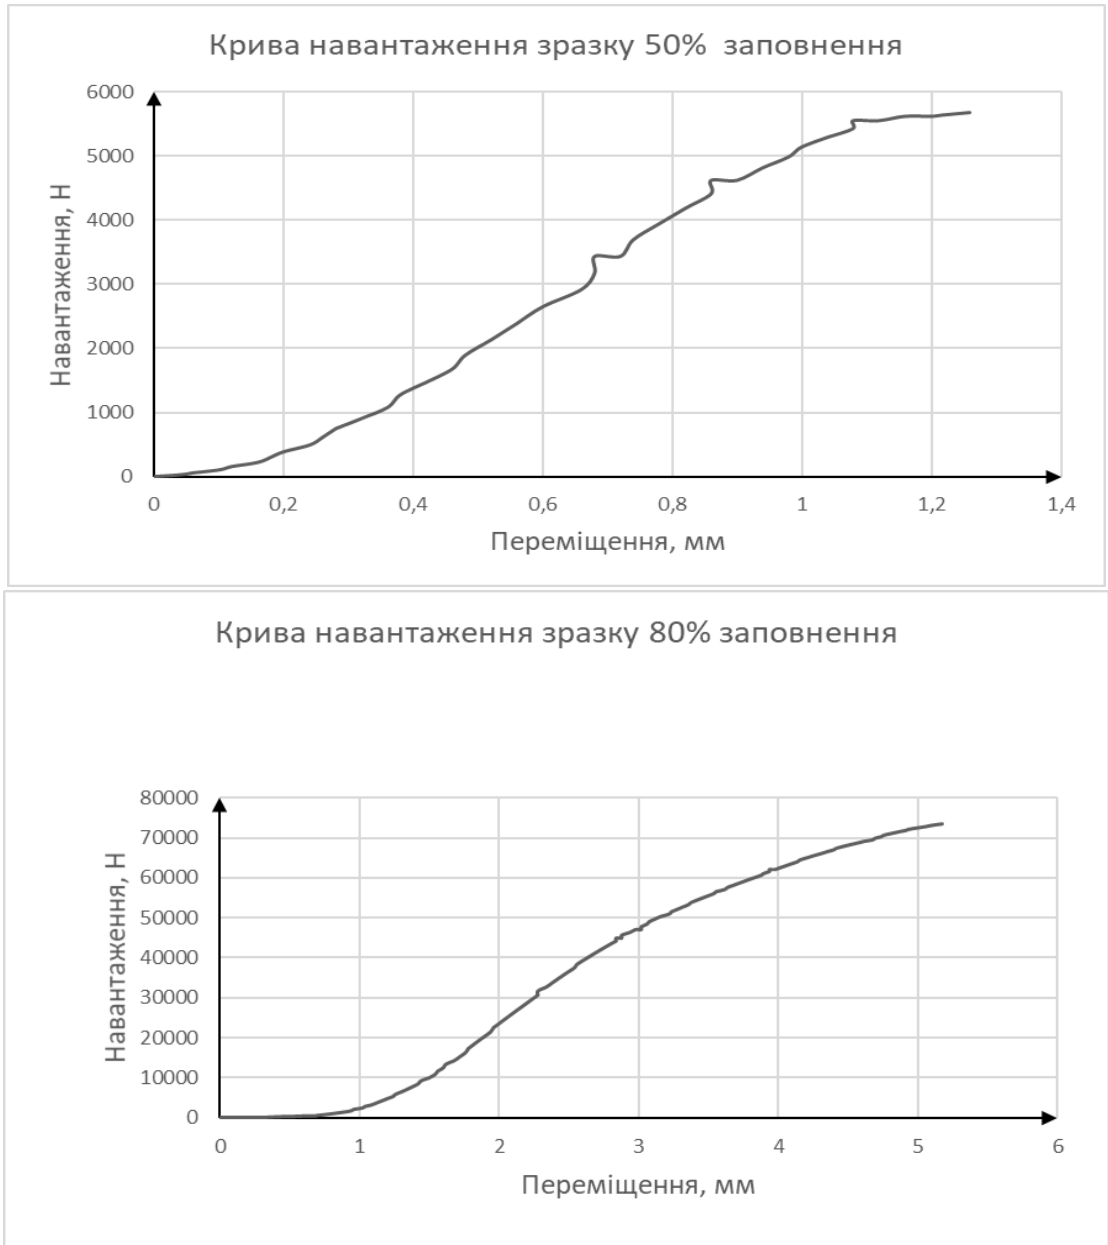 Крива навантаження зразку 50% заповнення
6000
5000
4000
3000
2000
1000
0
Навантаження, Н
0 0,2 0,4 0,6 0,8 1 1,2 1,4
Переміщення, мм
Крива навантаження зразку 80% заповнення
80000
70000
60000
50000
40000
30000
20000
10000
0
Навантаження, Н
0 1 2 3 4 5 6
Переміщення, мм